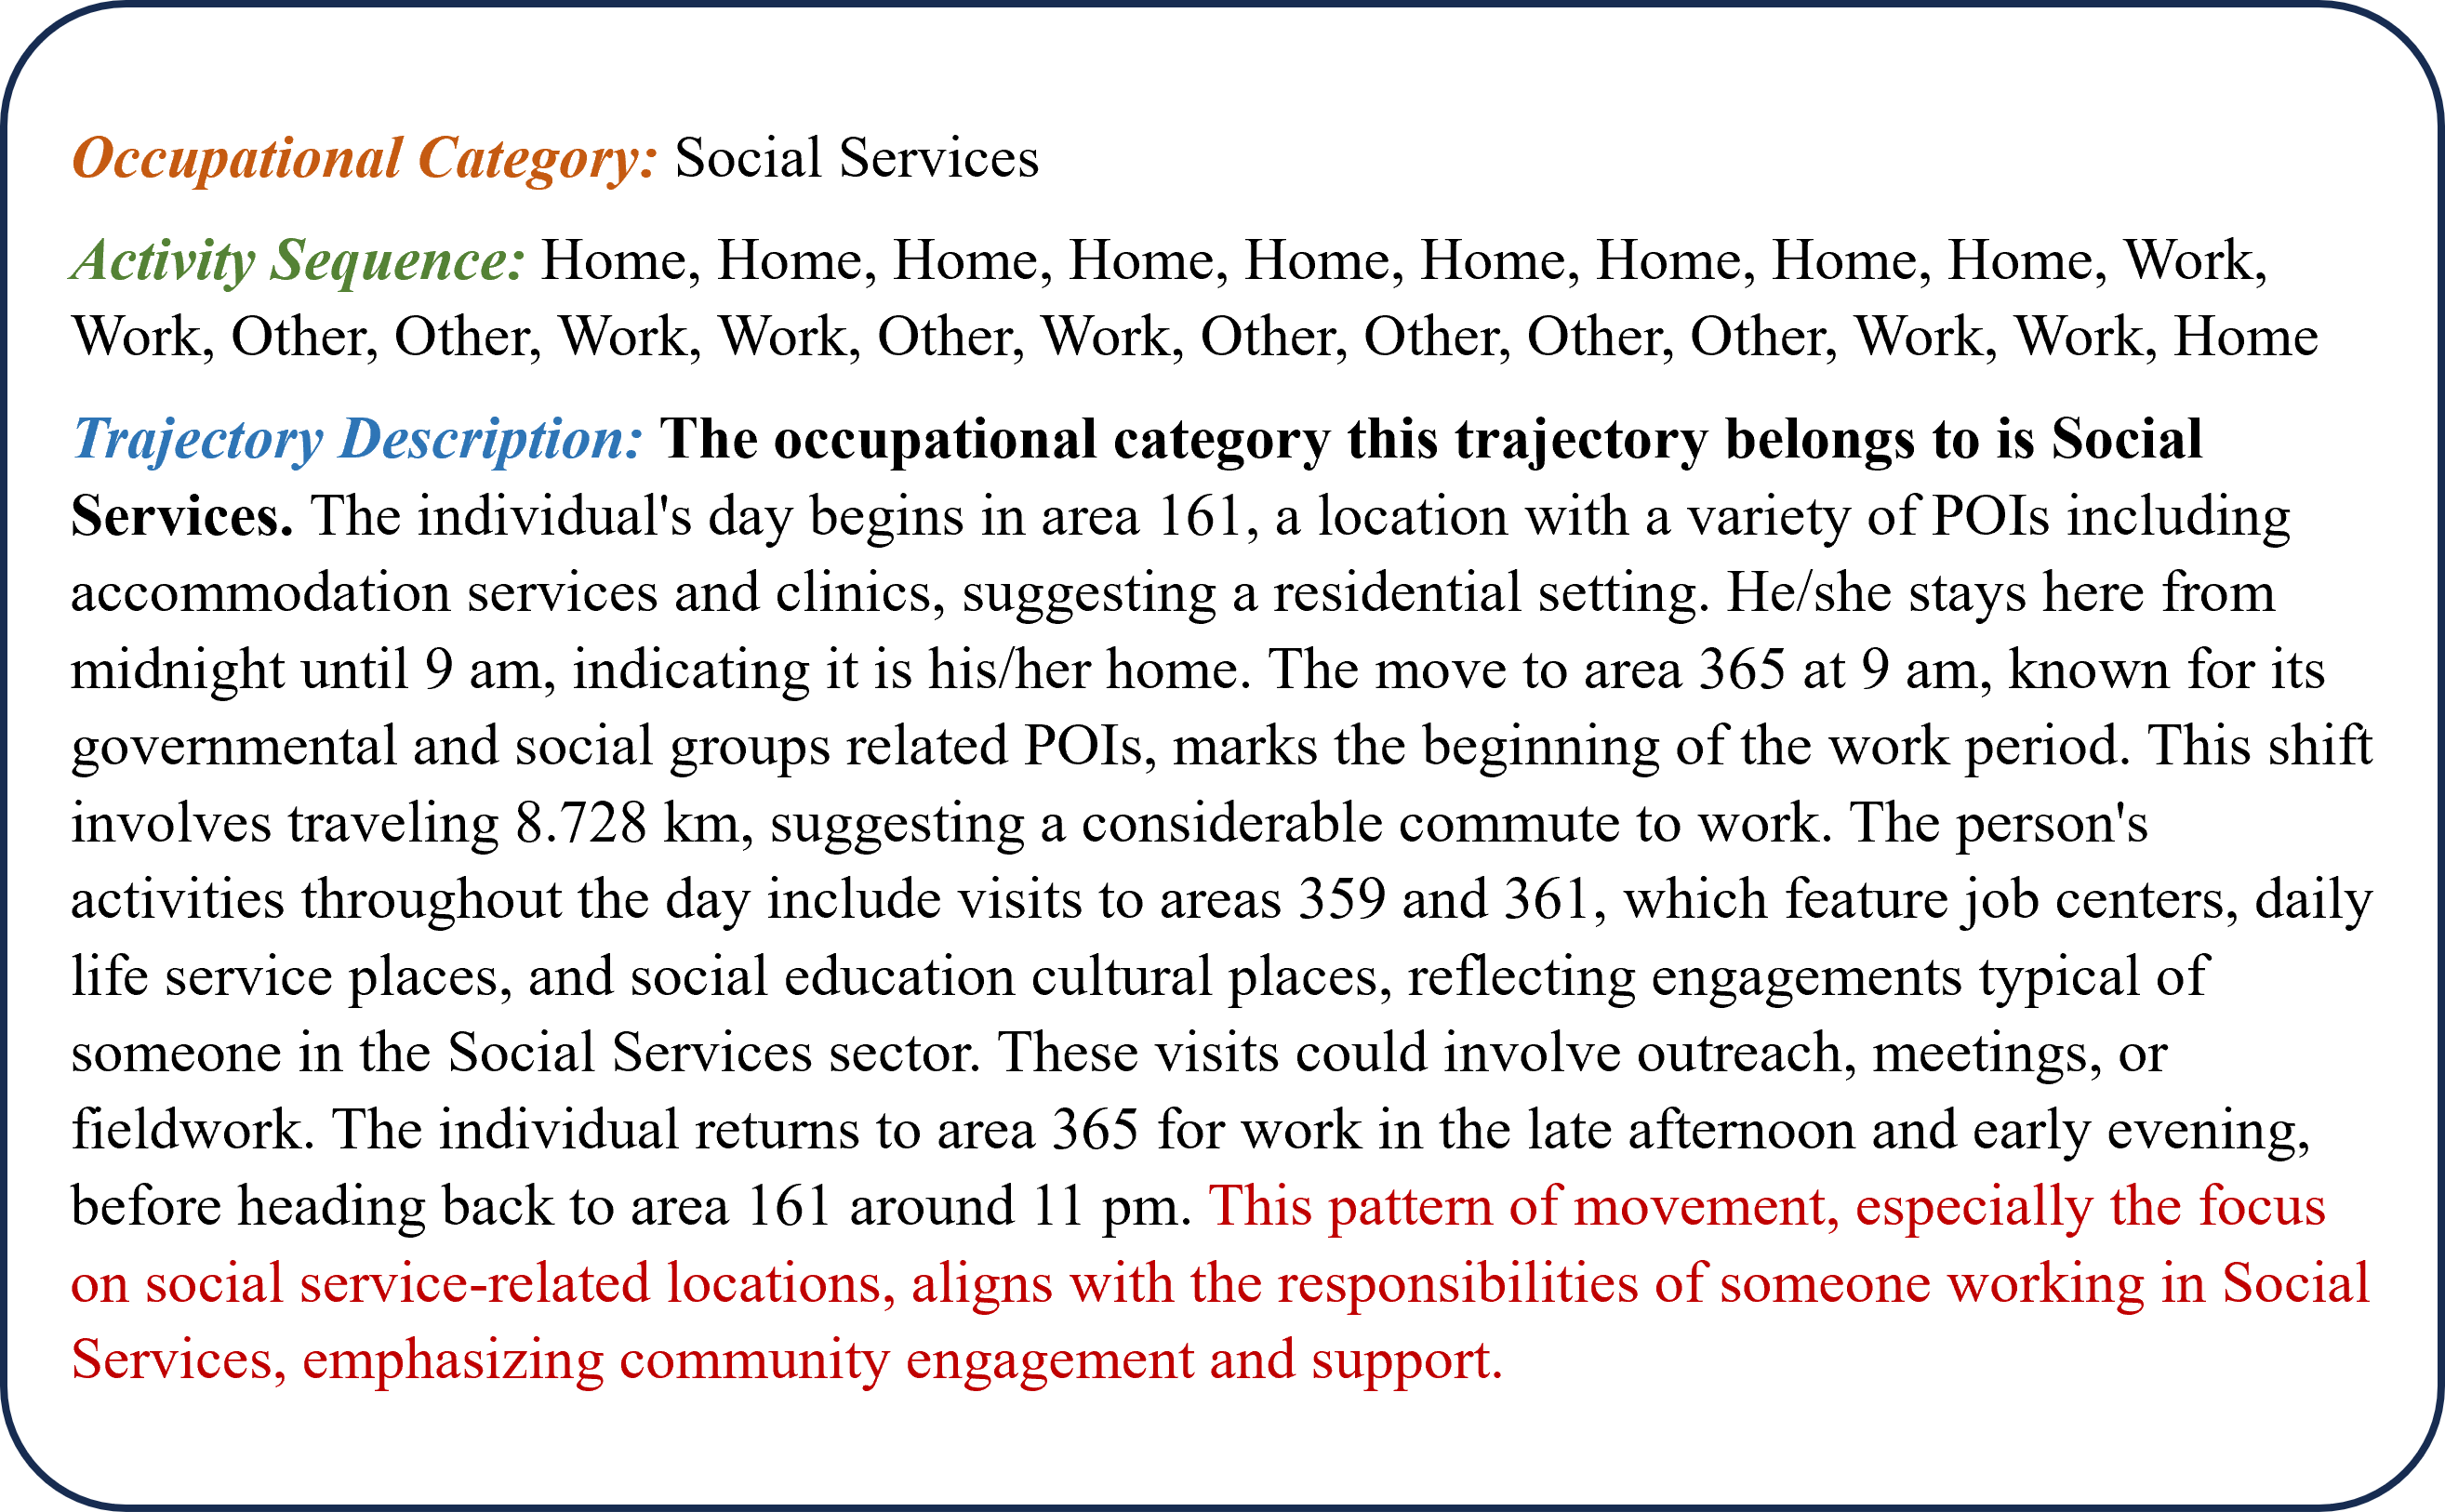 Occupational Category: Social Services
Activity Sequence: Home, Home, Home, Home, Home, Home, Home, Home, Home, Work,
Work, Other, Other, Work, Work, Other, Work, Other, Other, Other, Other, Work, Work, Home
Trajectory Description: The occupational category this trajectory belongs to is Social
Services. The individual's day begins in area 161, a location with a variety of POIs including
accommodation services and clinics, suggesting a residential setting. He/she stays here from
midnight until 9 am, indicating it is his/her home. The move to area 365 at 9 am, known for its
governmental and social groups related POIs, marks the beginning of the work period. This shift
involves traveling 8.728 km, suggesting a considerable commute to work. The person's
activities throughout the day include visits to areas 359 and 361, which feature job centers, daily
life service places, and social education cultural places, reflecting engagements typical of
someone in the Social Services sector. These visits could involve outreach, meetings, or
fieldwork. The individual returns to area 365 for work in the late afternoon and early evening,
before heading back to area 161 around 11 pm. This pattern of movement, especially the focus
on social service-related locations, aligns with the responsibilities of someone working in Social
Services, emphasizing community engagement and support.